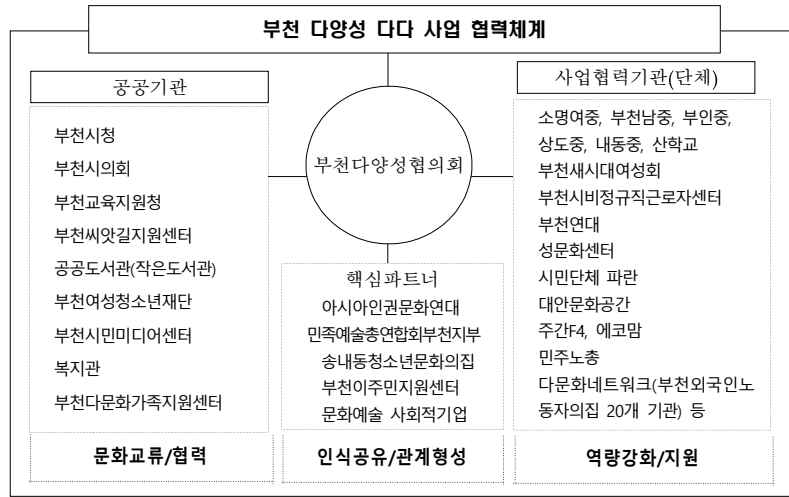 부천 다양성 다다 사업 협력체계
공공기관
부천시청
부천시의회
부천교육지원청
부천씨앗길지원센터
공공도서관(작은도서관)
부천여성청소년재단
부천시민미디어센터
복지관
부천다문화가족지원센터
문화교류/협력
부천다양성협의회
핵심파트너
아시아인권문화연대
민족예술총연합회부천지부
송내동청소년문화의집
부천이주민지원센터
문화예술 사회적기업
인식공유/관계형성
사업협력기관(단체)
소명여중, 부천남중, 부인중,
상도중, 내동중, 산학교
부천새시대여성회
부천시비정규직근로자센터
부천연대
성문화센터
시민단체 파란
대안문화공간
주간F4, 에코맘
민주노총
다문화네트워크(부천외국인노
동자의집 20개 기관) 등
역량강화/지원